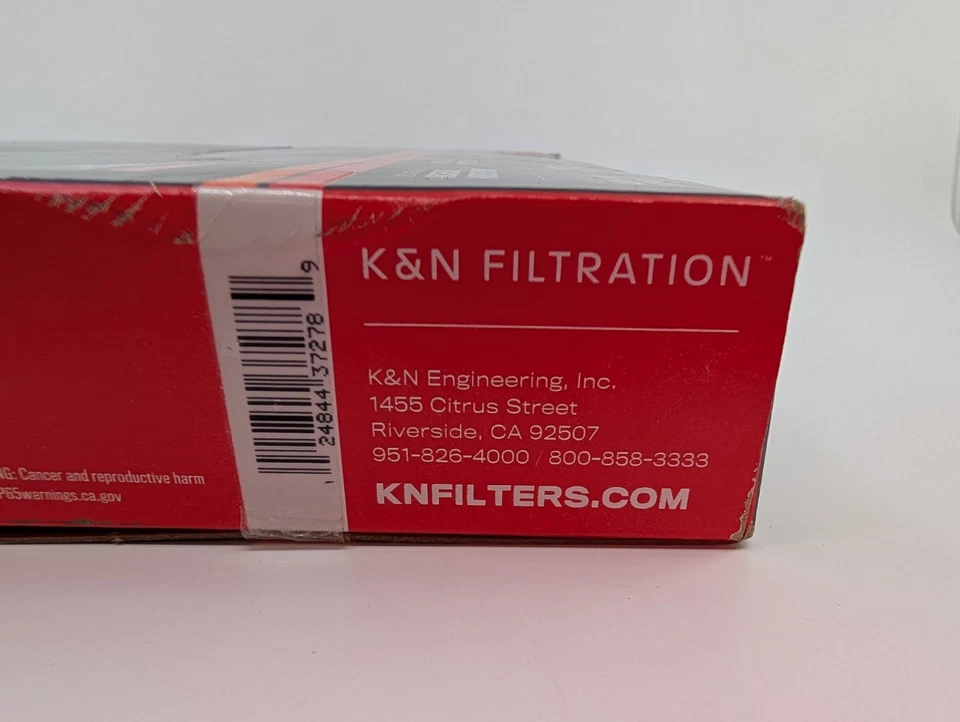 K&N FILTRATION™
K&N Engineering, Inc.
1455 Citrus Street
Riverside, CA 92507
951-826-4000 / 800-858-3333
KNFILTERS.COM
24844 37278 9
NG: Cancer and reproductive harm
P65warnings.ca.gov